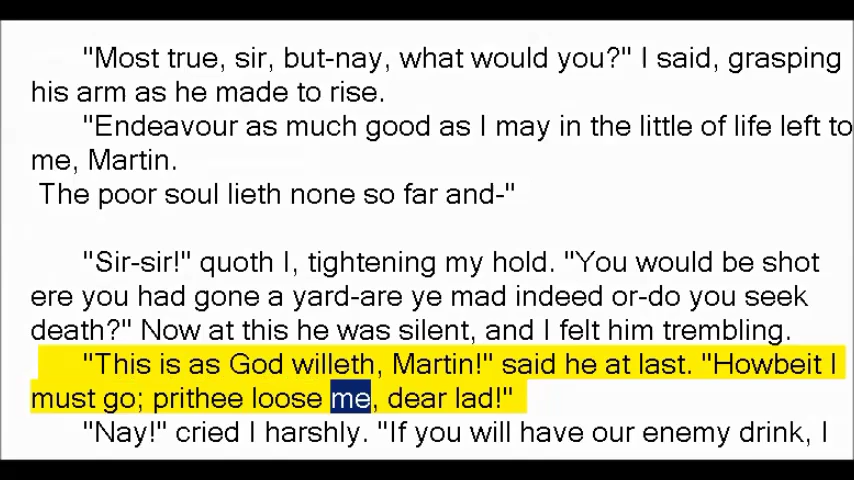 "Most true, sir, but-nay, what would you?" I said, grasping
his arm as he made to rise.
"Endeavour as much good as I may in the little of life left to
me, Martin.
The poor soul lieth none so far and-"
"Sir-sir!" quoth I, tightening my hold. "You would be shot
ere you had gone a yard-are ye mad indeed or-do you seek
death?" Now at this he was silent, and I felt him trembling.
"This is as God willeth, Martin!" said he at last. "Howbeit I
must go; prithee loose me, dear lad!"
"Nay!" cried I harshly. "If you will have our enemy drink, I